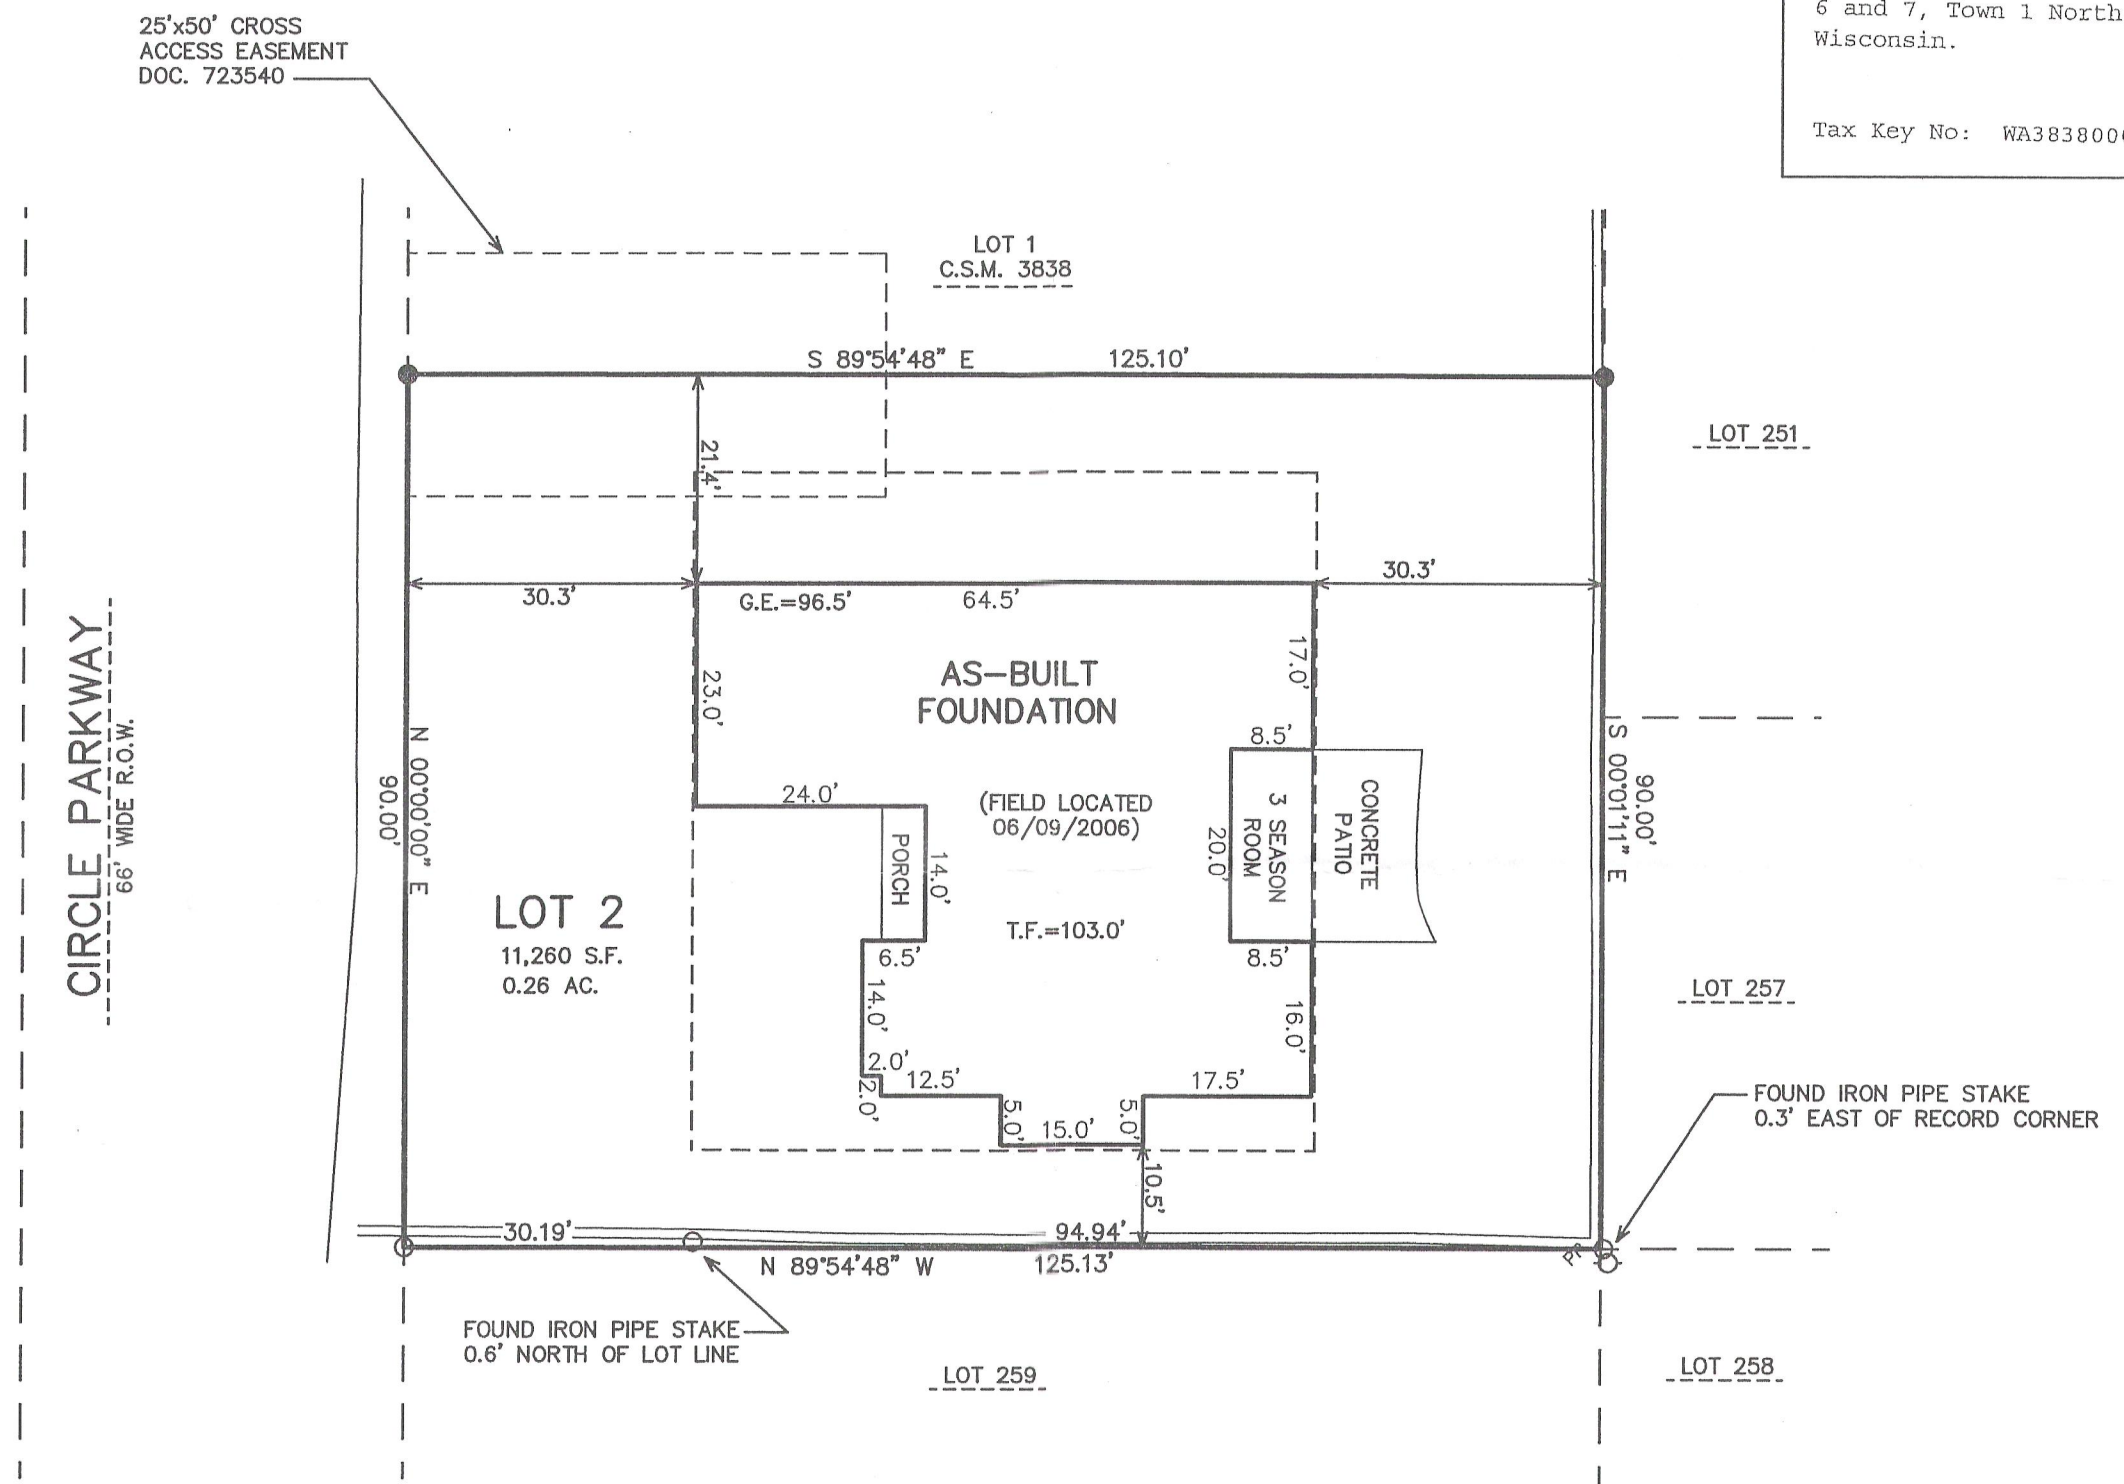 25'x50' CROSS
ACCESS EASEMENT
DOC. 723540
6 and 7, Town 1 North
Wisconsin.
Tax Key No: WA383800
LOT 1
C.S.M. 3838
S 89°54'48" E 125.10'
LOT 251
21.4'
30.3'
30.3'
G.E.=96.5'
64.5'
17.0'
23.0'
AS-BUILT
FOUNDATION
CIRCLE PARKWAY
66' WIDE R.O.W.
N 00°00'00" E
90.00'
8.5'
24.0'
(FIELD LOCATED
06/09/2006)
3 SEASON
ROOM
20.0'
CONCRETE
PATIO
S 00°01'11" E
90.00'
PORCH
14.0'
LOT 2
11,260 S.F.
0.26 AC.
T.F.=103.0'
6.5'
8.5'
14.0'
16.0'
LOT 257
2.0'
2.0'
12.5'
17.5'
5.0'
15.0'
5.0'
10.5'
FOUND IRON PIPE STAKE
0.3' EAST OF RECORD CORNER
30.19'
94.94'
N 89°54'48" W 125.13'
FOUND IRON PIPE STAKE
0.6' NORTH OF LOT LINE
LOT 259
LOT 258